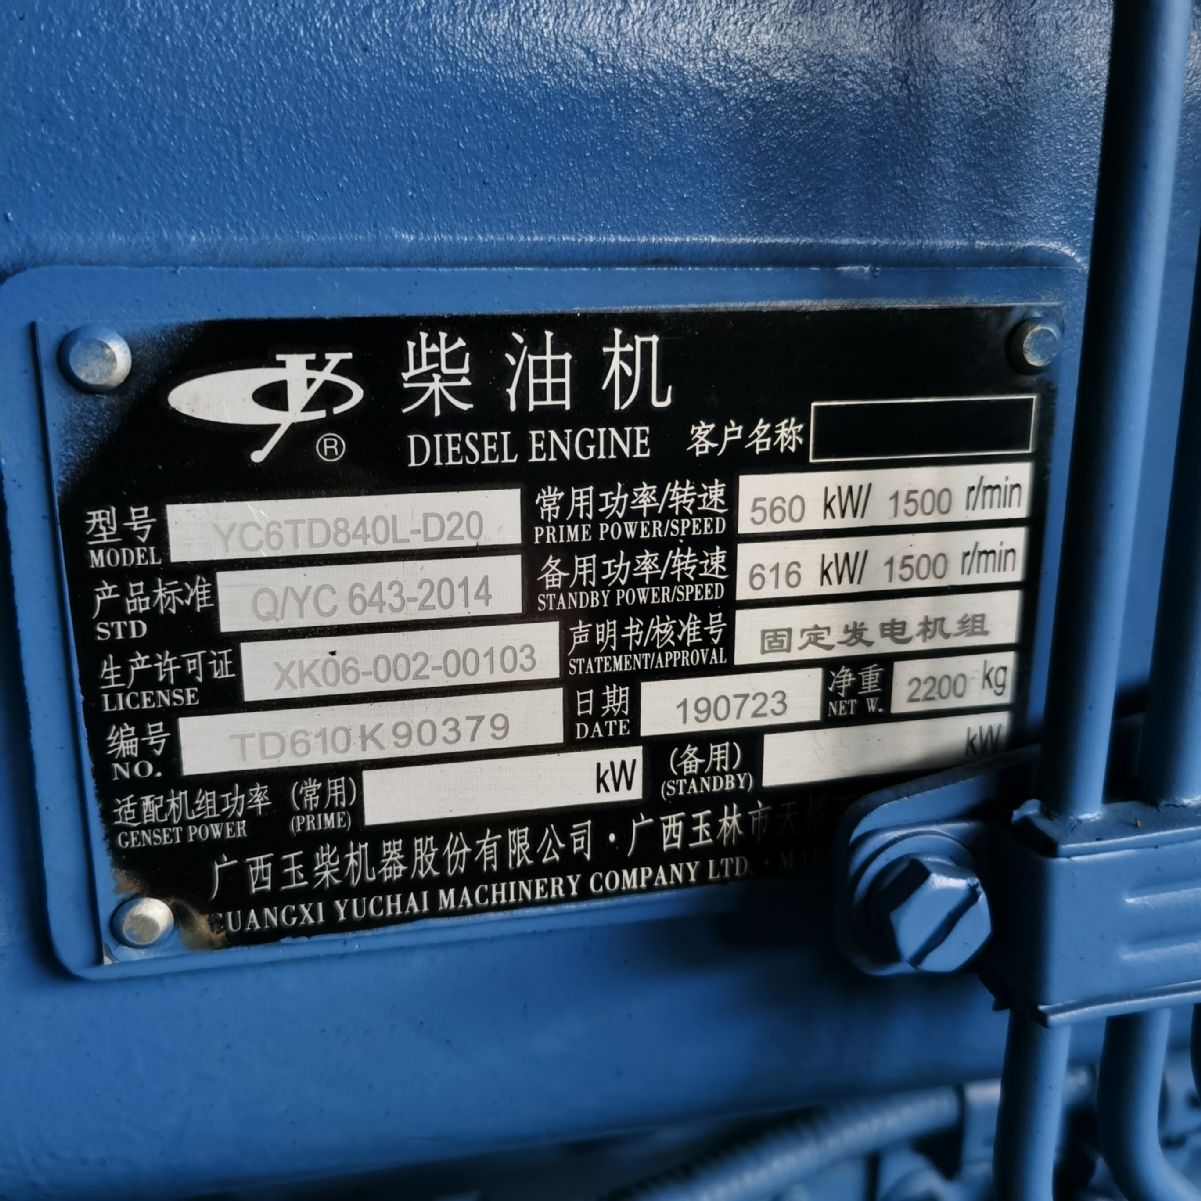 柴油机
DIESEL ENGINE
客户名称
型号 YC6TD840L-D20 常用功率/转速 560 kW/ 1500 r/min
MODEL PRIME POWER/SPEED
产品标准 Q/YC 643-2014 备用功率/转速 616 kW/ 1500 r/min
STD STANDBY POWER/SPEED
生产许可证 XK06-002-00103 声明书/核准号 固定发电机组
LICENSE STATEMENT/APPROVAL
编号 TD610K90379 日期 190723 净重 2200 kg
NO. DATE NET W.
适配机组功率 (常用) kW (备用) kW
GENSET POWER (PRIME) (STANDBY)
广西玉柴机器股份有限公司·广西玉林市天桥
GUANGXI YUCHAI MACHINERY COMPANY LTD.